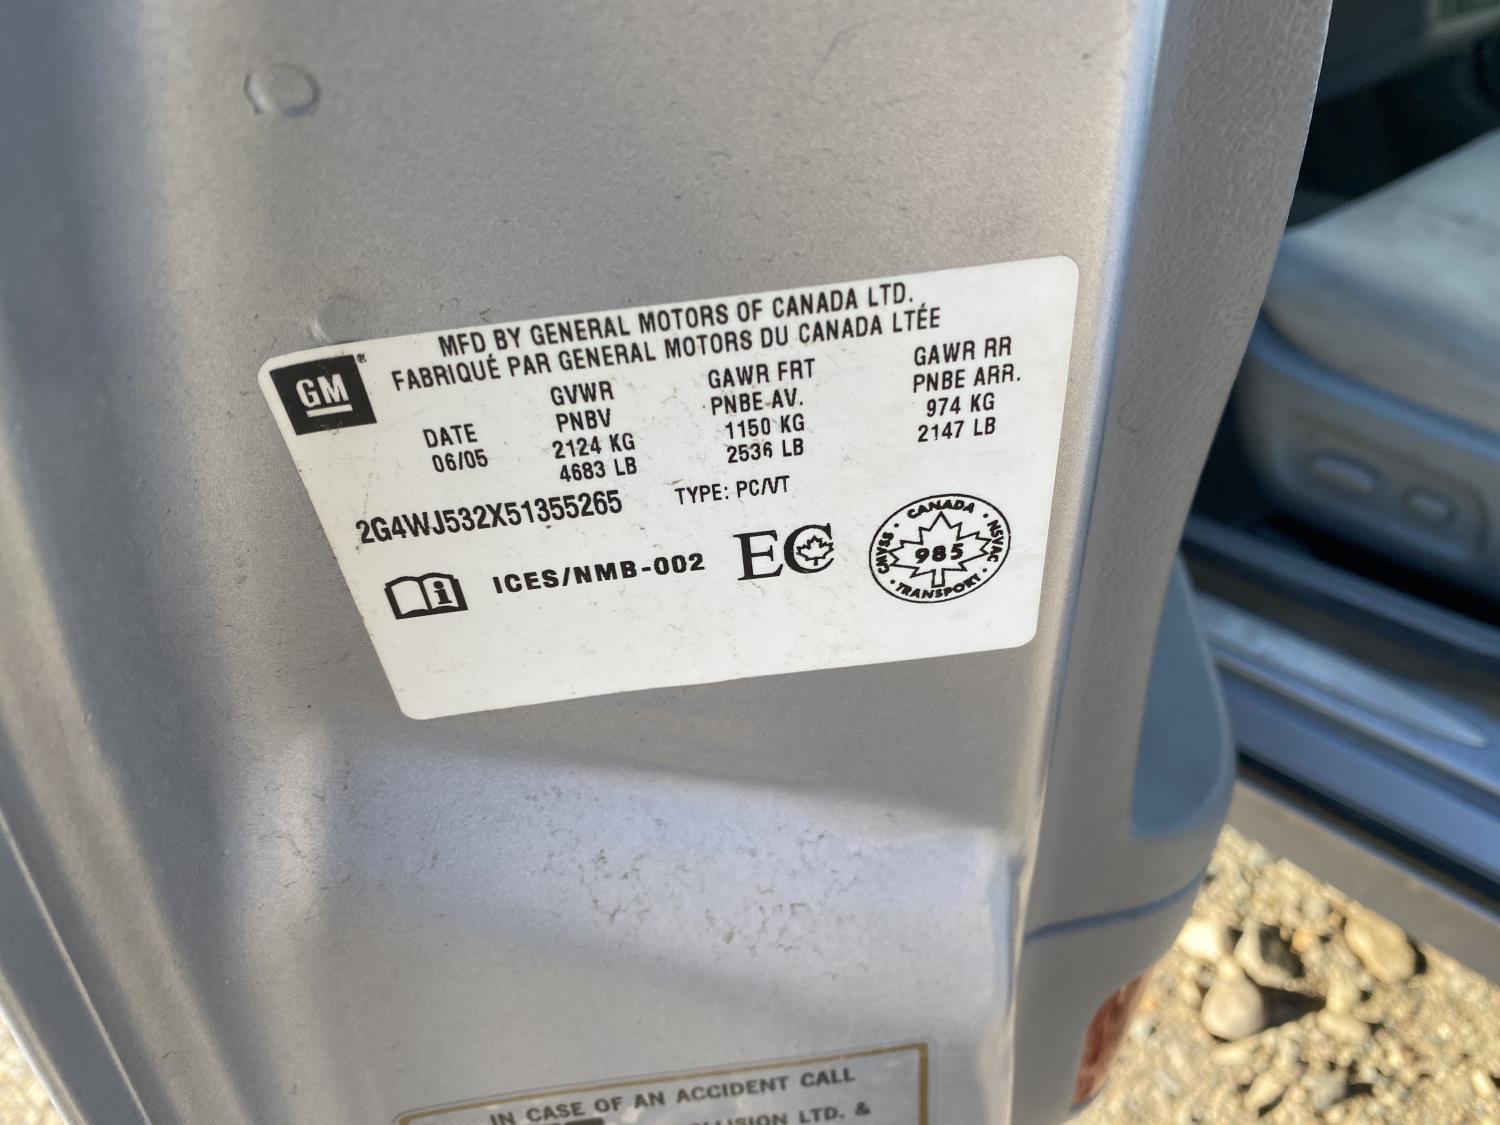 MFD BY GENERAL MOTORS OF CANADA LTD.
FABRIQUÉ PAR GENERAL MOTORS DU CANADA LTÉE
GM
DATE
06/05
GVWR
PNBV
2124 KG
4683 LB
GAWR FRT
PNBE AV.
1150 KG
2536 LB
GAWR RR
PNBE ARR.
974 KG
2147 LB
2G4WJ532X51355265
TYPE: PC/VT
i
ICES/NMB-002
EC
CANADA
CMVSS
985
NSVAC
TRANSPORT
IN CASE OF AN ACCIDENT CALL
LTD. &